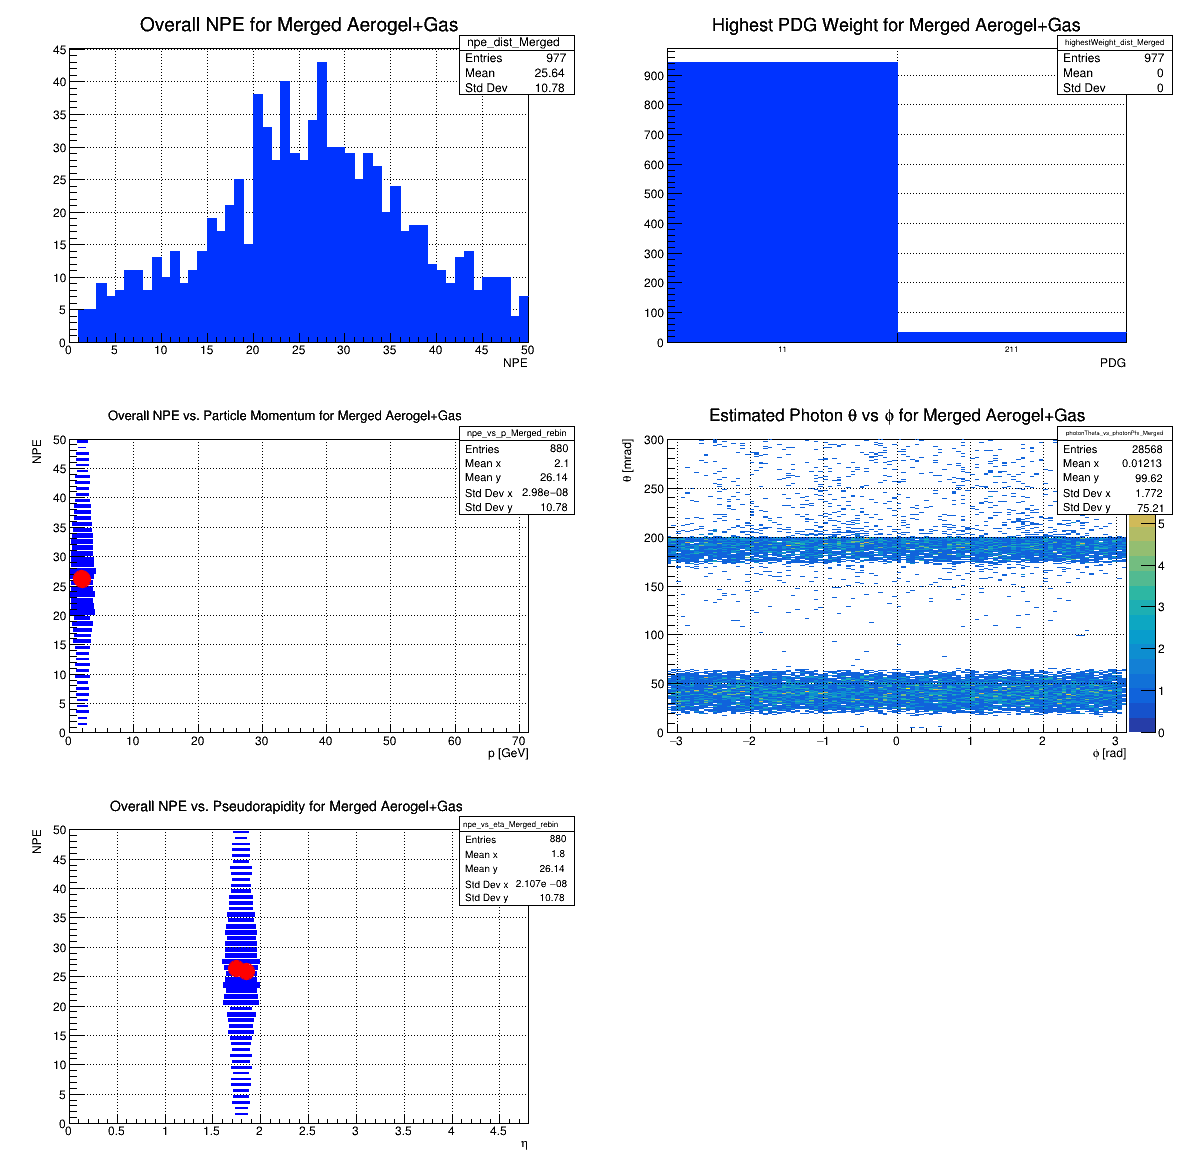 Overall NPE for Merged Aerogel+Gas
npe_dist_Merged
Entries 977
Mean 25.64
Std Dev 10.78
45
40
35
30
25
20
15
10
5
0
0 5 10 15 20 25 30 35 40 45 50
NPE
Highest PDG Weight for Merged Aerogel+Gas
highestWeight_dist_Merged
Entries 977
Mean 0
Std Dev 0
900
800
700
600
500
400
300
200
100
0
11 211
PDG
Overall NPE vs. Particle Momentum for Merged Aerogel+Gas
npe_vs_p_Merged_rebin
Entries 880
Mean x 2.1
Mean y 26.14
Std Dev x 2.98e-08
Std Dev y 10.78
NPE
50
45
40
35
30
25
20
15
10
5
0
0 10 20 30 40 50 60 70
p [GeV]
Estimated Photon θ vs ϕ for Merged Aerogel+Gas
photonTheta_vs_photonPhi_Merged
Entries 28568
Mean x 0.01213
Mean y 99.62
Std Dev x 1.772
Std Dev y 75.21
θ [mrad]
300
250
200
150
100
50
0
−3 −2 −1 0 1 2 3
ϕ [rad]
5
4
3
2
1
0
Overall NPE vs. Pseudorapidity for Merged Aerogel+Gas
npe_vs_eta_Merged_rebin
Entries 880
Mean x 1.8
Mean y 26.14
Std Dev x 2.107e −08
Std Dev y 10.78
NPE
50
45
40
35
30
25
20
15
10
5
0
0 0.5 1 1.5 2 2.5 3 3.5 4 4.5
η